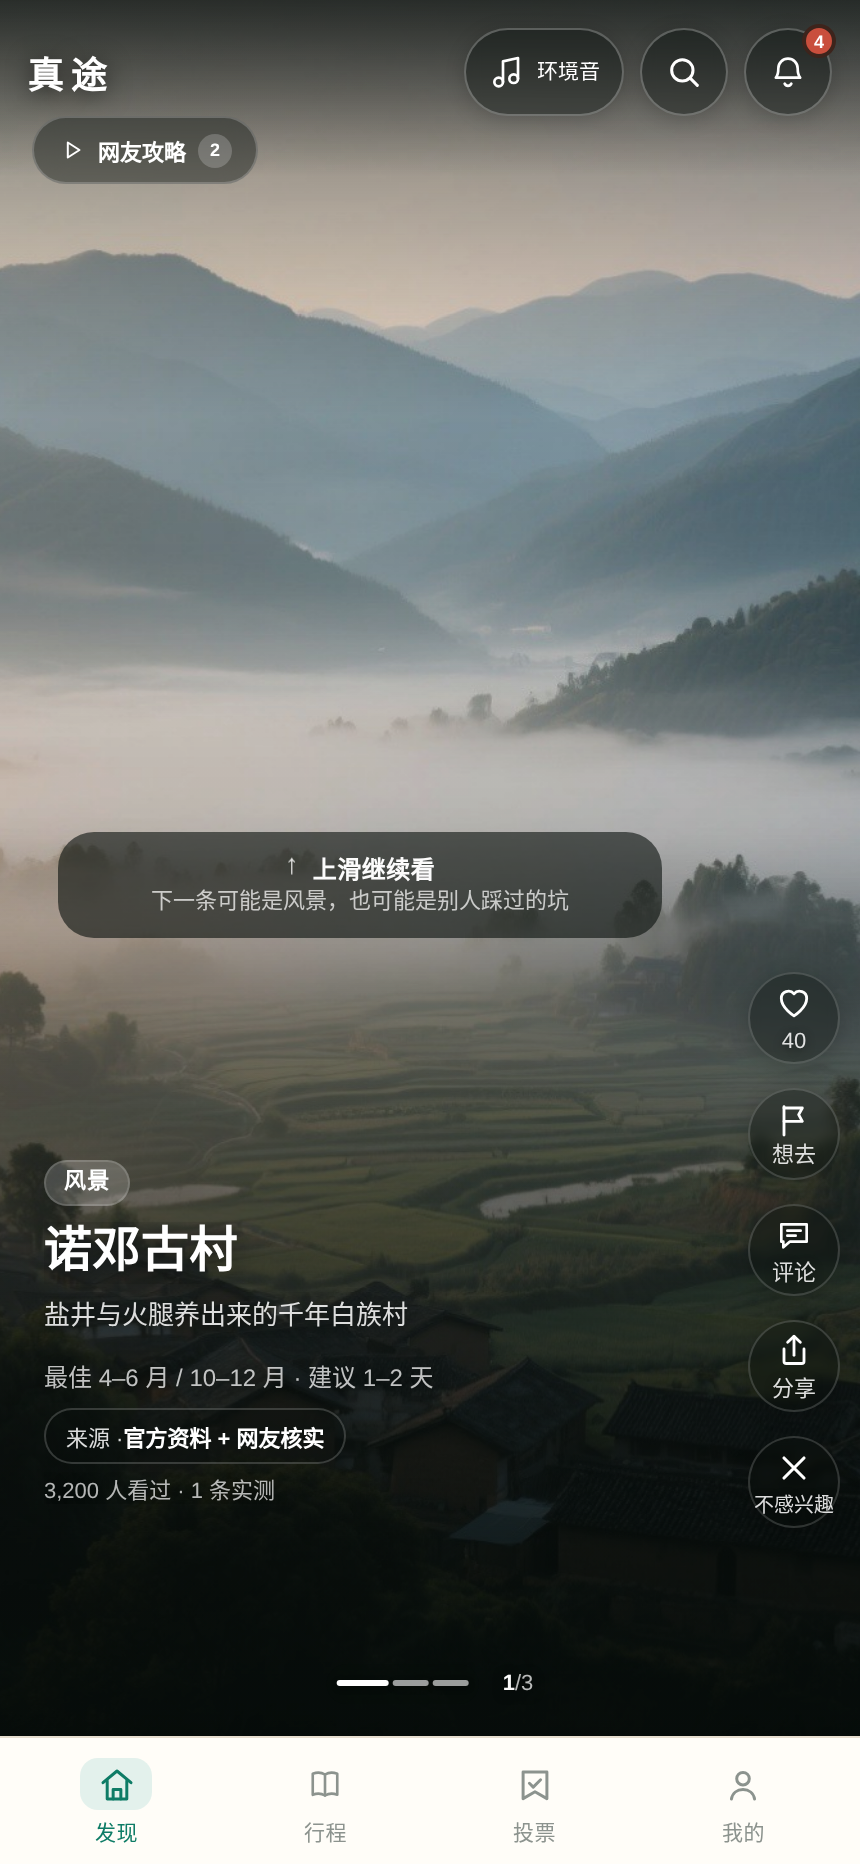 真途
环境音
4
网友攻略 2
↑ 上滑继续看
下一条可能是风景，也可能是别人踩过的坑
40
想去
评论
分享
不感兴趣
风景
诺邓古村
盐井与火腿养出来的千年白族村
最佳 4–6 月 / 10–12 月 · 建议 1–2 天
来源 ·官方资料 + 网友核实
3,200 人看过 · 1 条实测
1/3
发现
行程
投票
我的